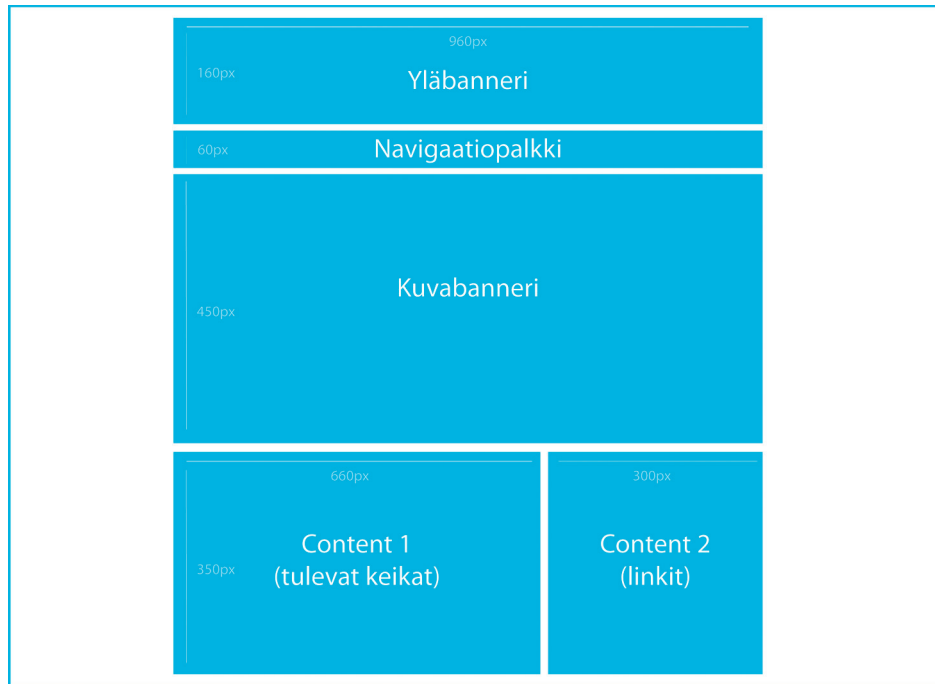 960px
160px
Yläbanneri
60px
Navigaatiopalkki
Kuvabanneri
450px
660px
Content 1
(tulevat keikat)
350px
300px
Content 2
(linkit)